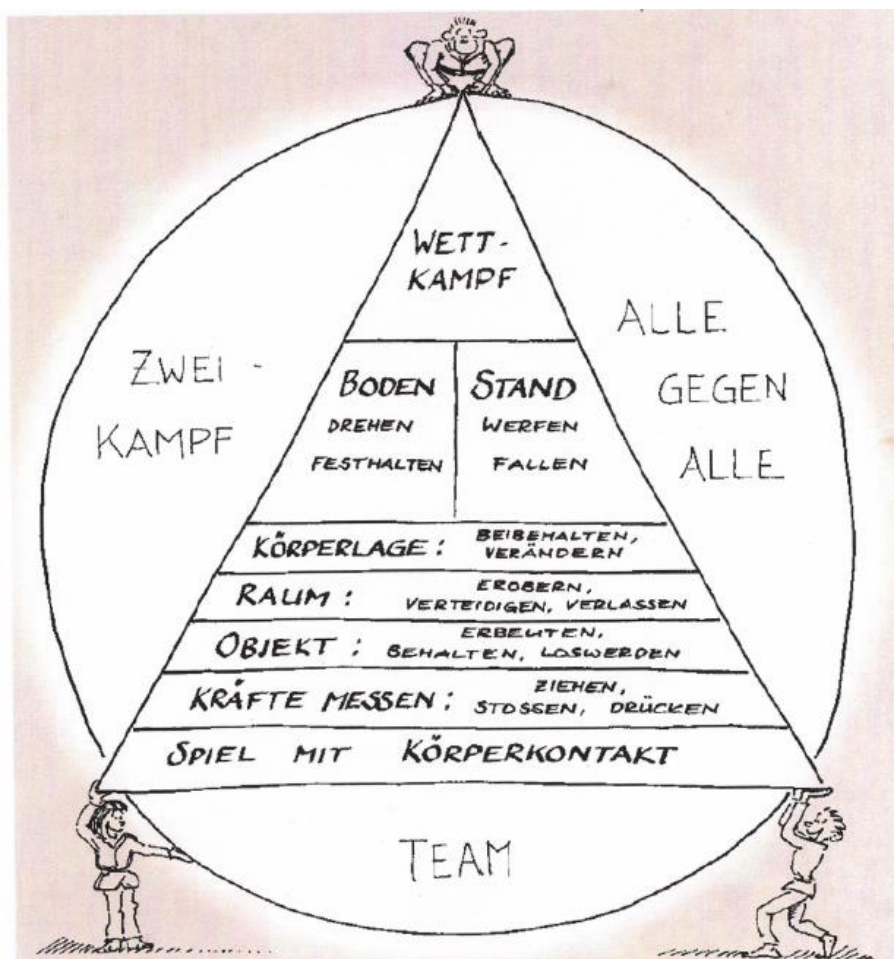 WETT-
KAMPF
ZWEI-
KAMPF
ALLE
GEGEN
ALLE
BODEN
DREHEN
FESTHALTEN
STAND
WERFEN
FALLEN
KÖRPERLAGE: BEIBEHALTEN,
VERÄNDERN
RAUM: EROBERN,
VERTEIDIGEN, VERLASSEN
OBJEKT: ERBEUTEN,
BEHALTEN, LOSWERDEN
KRÄFTE MESSEN: ZIEHEN,
STOSSEN, DRÜCKEN
SPIEL MIT KÖRPERKONTAKT
TEAM